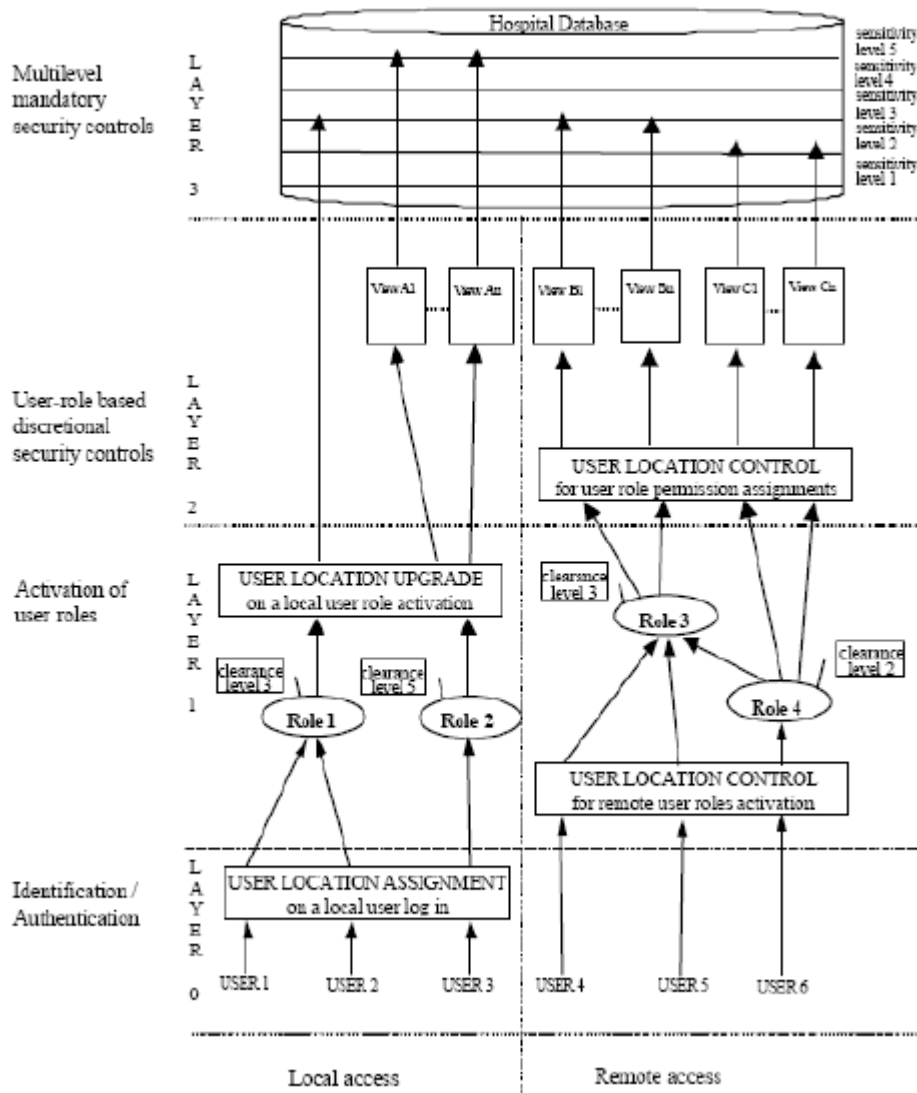 Hospital Database
sensitivity
level 5
sensitivity
level 4
sensitivity
level 3
sensitivity
level 2
sensitivity
level 1
Multilevel
mandatory
security controls
L
A
Y
E
R
3
View A1
View An
View B1
View Bn
View C1
View Cn
User-role based
discretional
security controls
L
A
Y
E
R
2
USER LOCATION CONTROL
for user role permission assignments
Activation of
user roles
L
A
Y
E
R
1
USER LOCATION UPGRADE
on a local user role activation
clearance
level 3
Role 3
clearance
level 3
clearance
level 5
clearance
level 2
Role 1
Role 2
Role 4
USER LOCATION CONTROL
for remote user roles activation
Identification /
Authentication
L
A
Y
E
R
0
USER LOCATION ASSIGNMENT
on a local user log in
USER 1
USER 2
USER 3
USER 4
USER 5
USER 6
Local access
Remote access